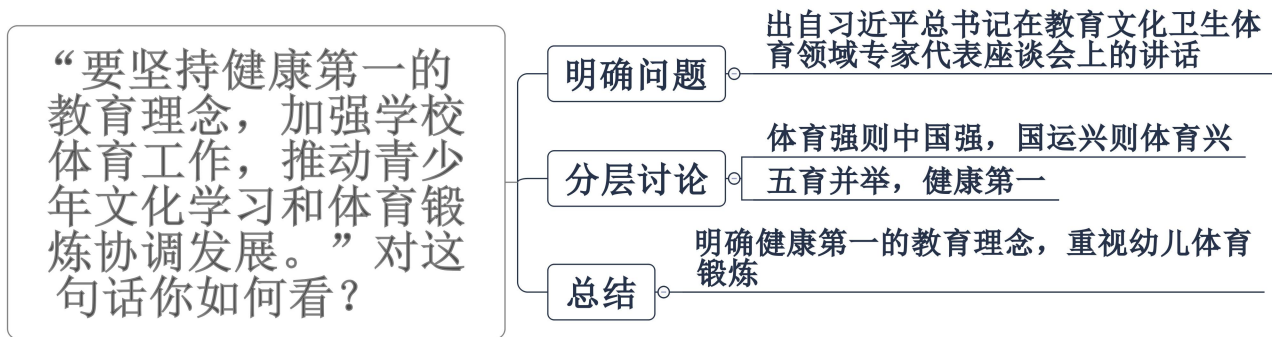 “要坚持健康第一的
教育理念，加强学校
体育工作，推动青少
年文化学习和体育锻
炼协调发展。”对这
句话你如何看？
明确问题
出自习近平总书记在教育文化卫生体
育领域专家代表座谈会上的讲话
分层讨论
体育强则中国强，国运兴则体育兴
五育并举，健康第一
总结
明确健康第一的教育理念，重视幼儿体育
锻炼